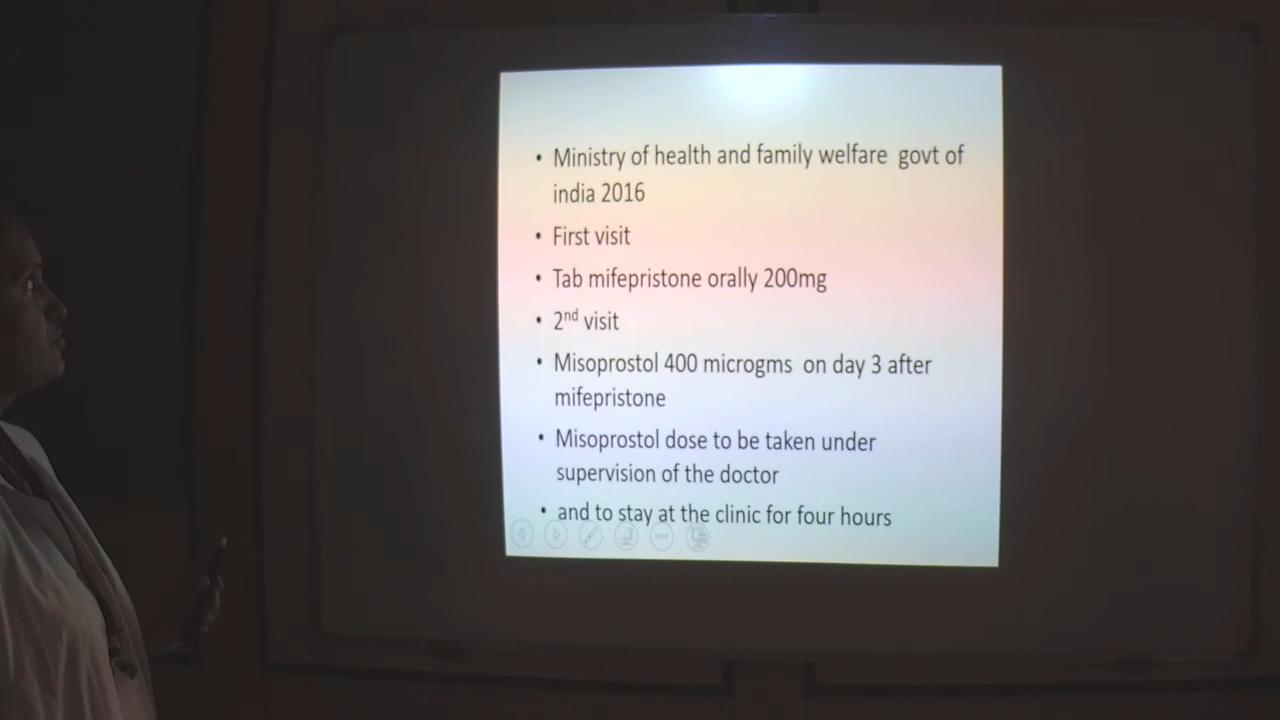 • Ministry of health and family welfare govt of
india 2016
• First visit
• Tab mifepristone orally 200mg
• 2nd visit
• Misoprostol 400 microgms on day 3 after
mifepristone
• Misoprostol dose to be taken under
supervision of the doctor
• and to stay at the clinic for four hours